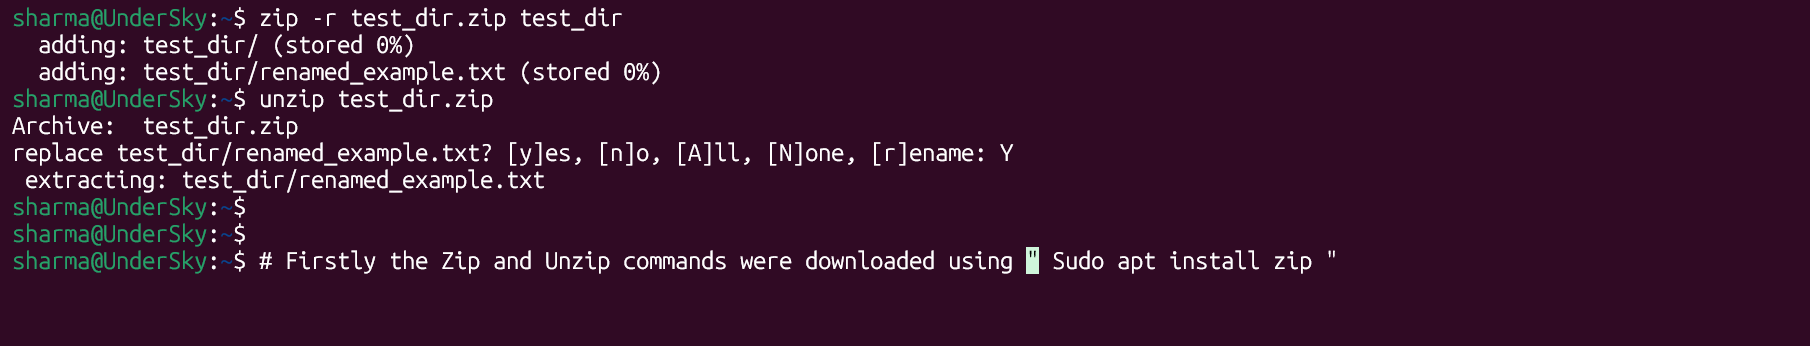 sharma@UnderSky:~$ zip -r test_dir.zip test_dir
  adding: test_dir/ (stored 0%)
  adding: test_dir/renamed_example.txt (stored 0%)
sharma@UnderSky:~$ unzip test_dir.zip
Archive:  test_dir.zip
replace test_dir/renamed_example.txt? [y]es, [n]o, [A]ll, [N]one, [r]ename: Y
 extracting: test_dir/renamed_example.txt
sharma@UnderSky:~$
sharma@UnderSky:~$
sharma@UnderSky:~$ # Firstly the Zip and Unzip commands were downloaded using " Sudo apt install zip "